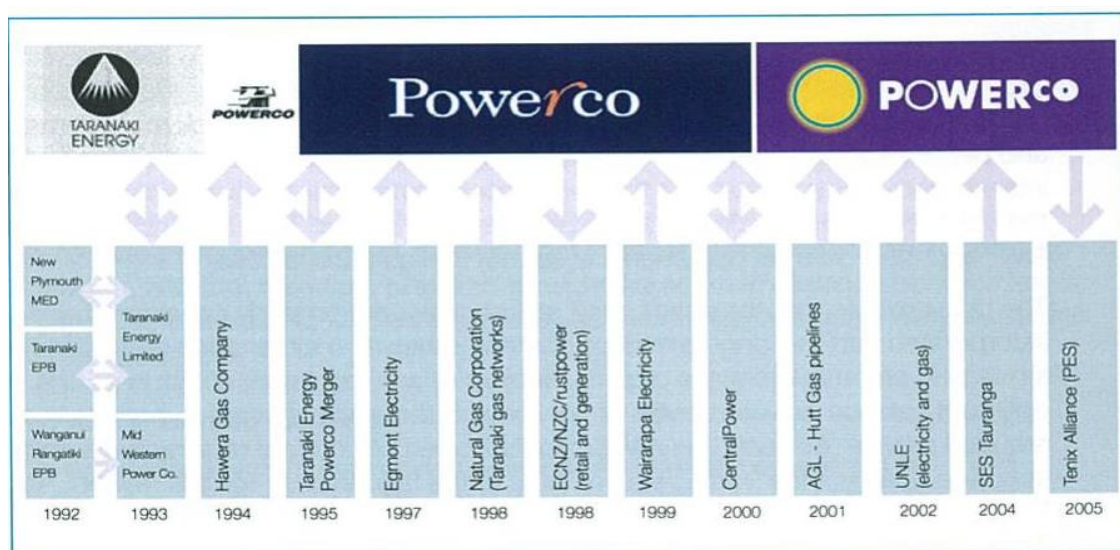 TARANAKI
ENERGY
POWERCO
Powerco
POWERCO
New
Plymouth
MED
Taranaki
EPB
Wanganui
Rangatiki
EPB
Taranaki
Energy
Limited
Mid
Western
Power Co.
Hawera Gas Company
Taranaki Energy
Powerco Merger
Egmont Electricity
Natural Gas Corporation
(Taranaki gas networks)
ECNZ/NZC/rustpower
(retail and generation)
Wairarapa Electricity
CentralPower
AGL - Hutt Gas pipelines
UNLE
(electricity and gas)
SES Tauranga
Tenix Alliance (PES)
1992 1993 1994 1995 1997 1998 1998 1999 2000 2001 2002 2004 2005